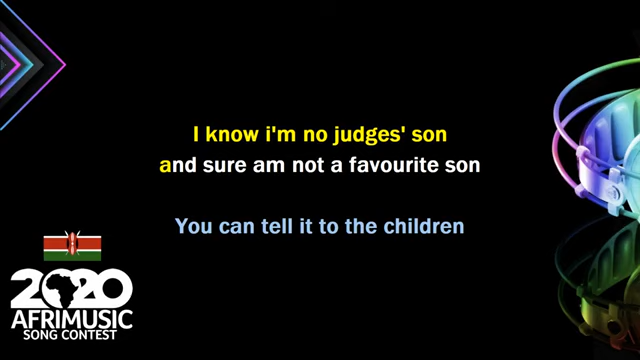 I know i'm no judges' son
and sure am not a favourite son
You can tell it to the children
2020
AFRIMUSIC
SONG CONTEST